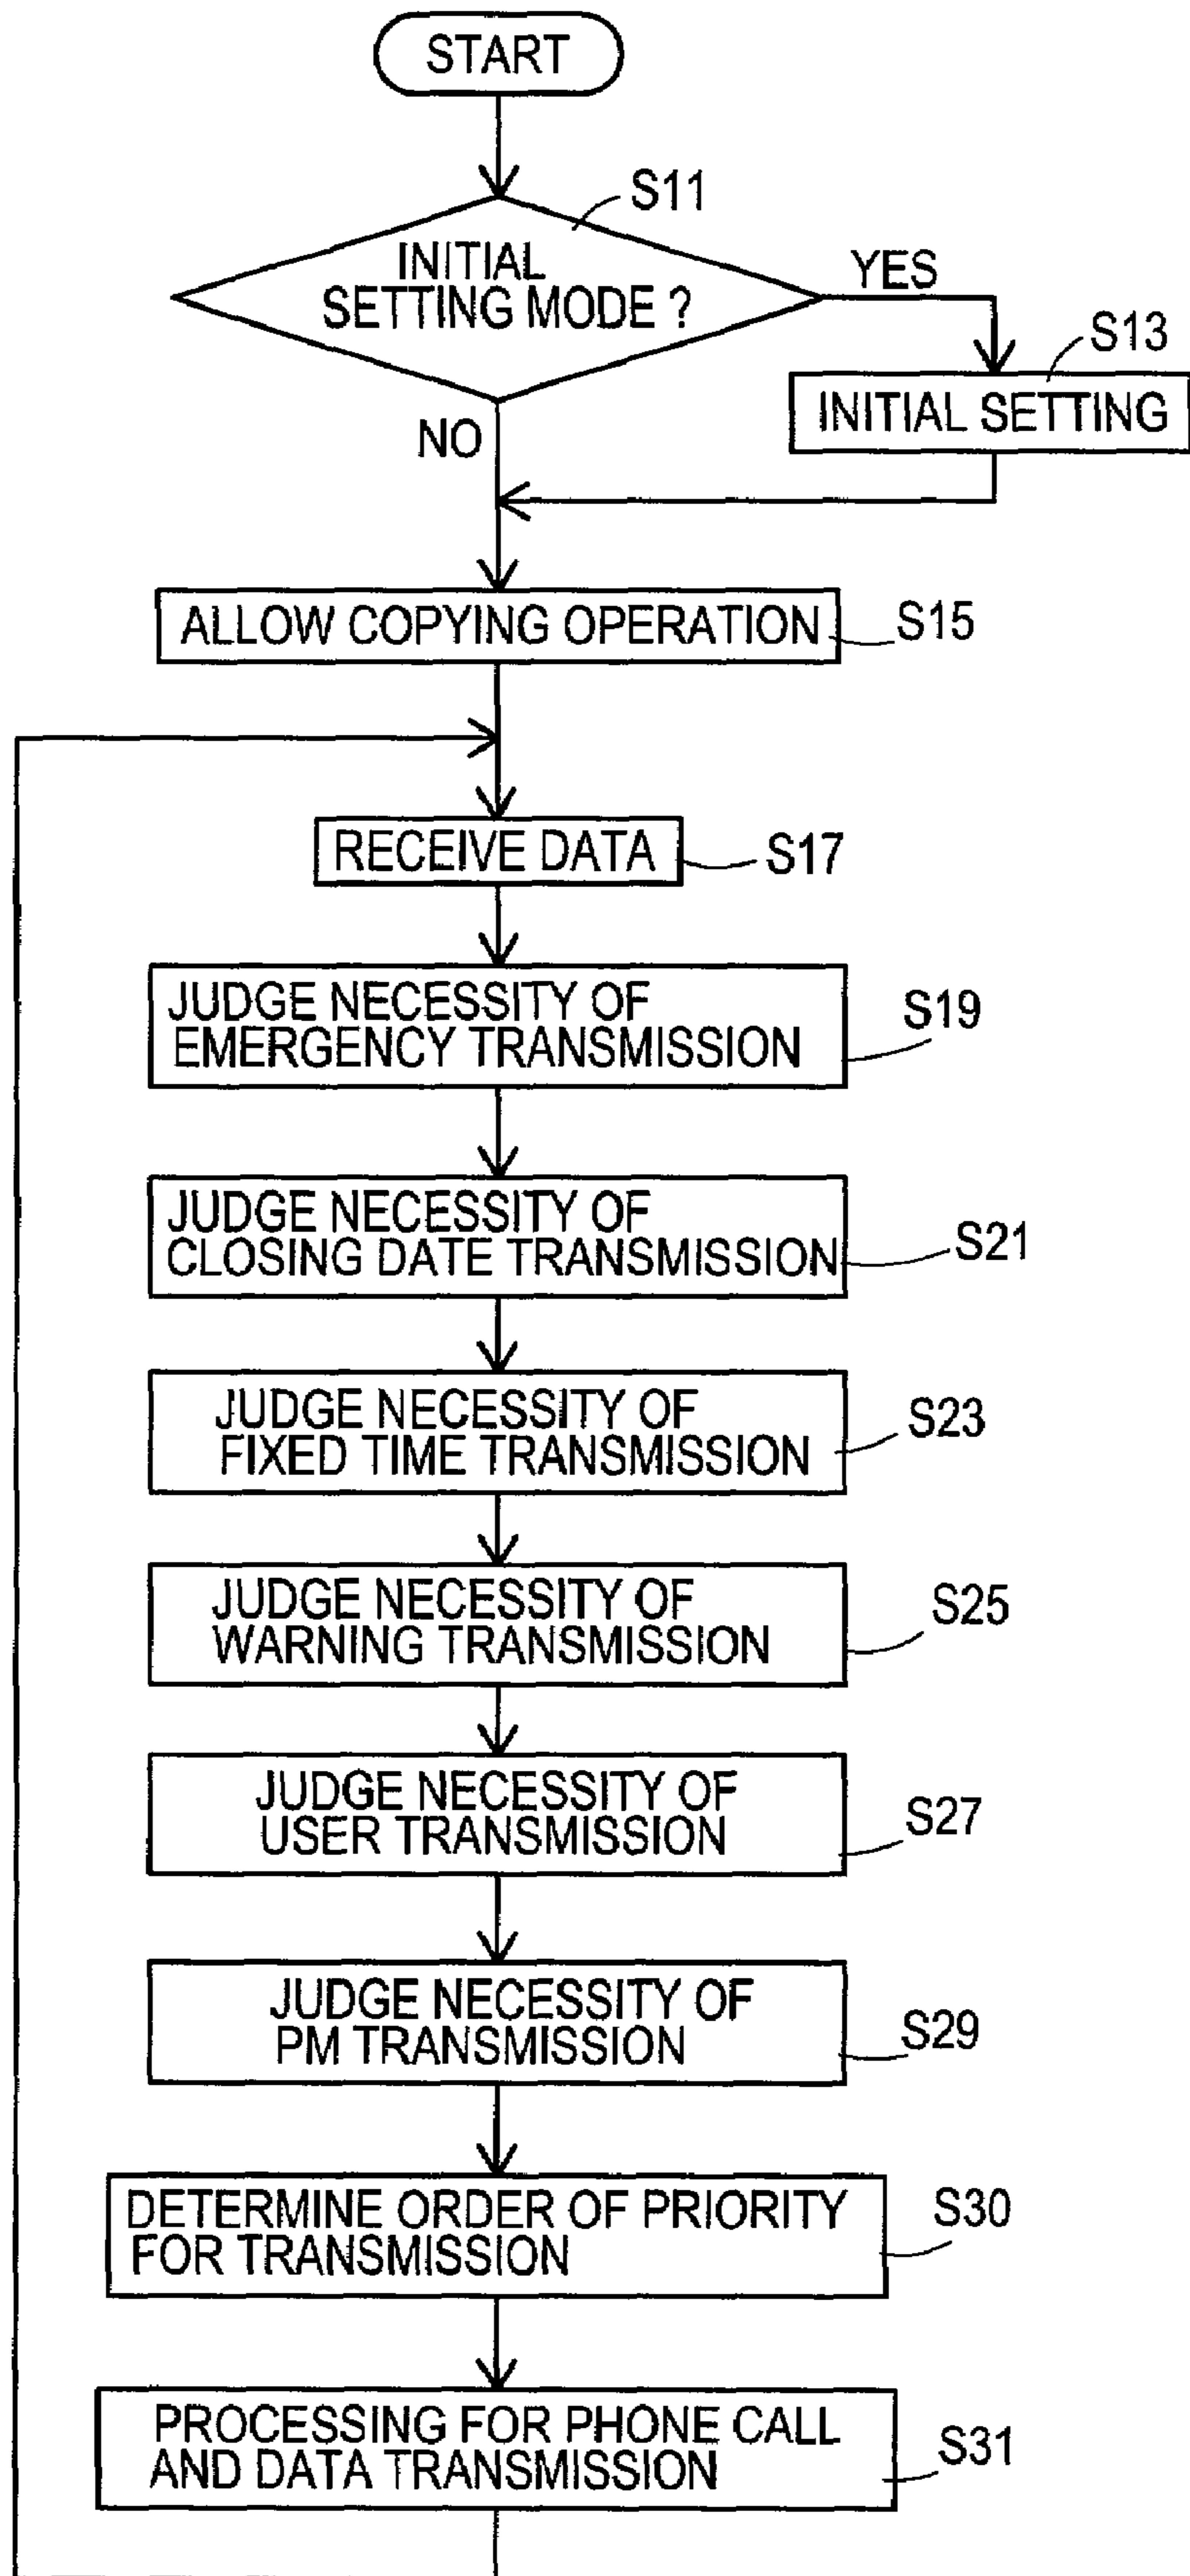 START
S11
INITIAL
SETTING MODE ?
YES
S13
INITIAL SETTING
NO
ALLOW COPYING OPERATION
S15
RECEIVE DATA
S17
JUDGE NECESSITY OF
EMERGENCY TRANSMISSION
S19
JUDGE NECESSITY OF
CLOSING DATE TRANSMISSION
S21
JUDGE NECESSITY OF
FIXED TIME TRANSMISSION
S23
JUDGE NECESSITY OF
WARNING TRANSMISSION
S25
JUDGE NECESSITY OF
USER TRANSMISSION
S27
JUDGE NECESSITY OF
PM TRANSMISSION
S29
DETERMINE ORDER OF PRIORITY
FOR TRANSMISSION
S30
PROCESSING FOR PHONE CALL
AND DATA TRANSMISSION
S31